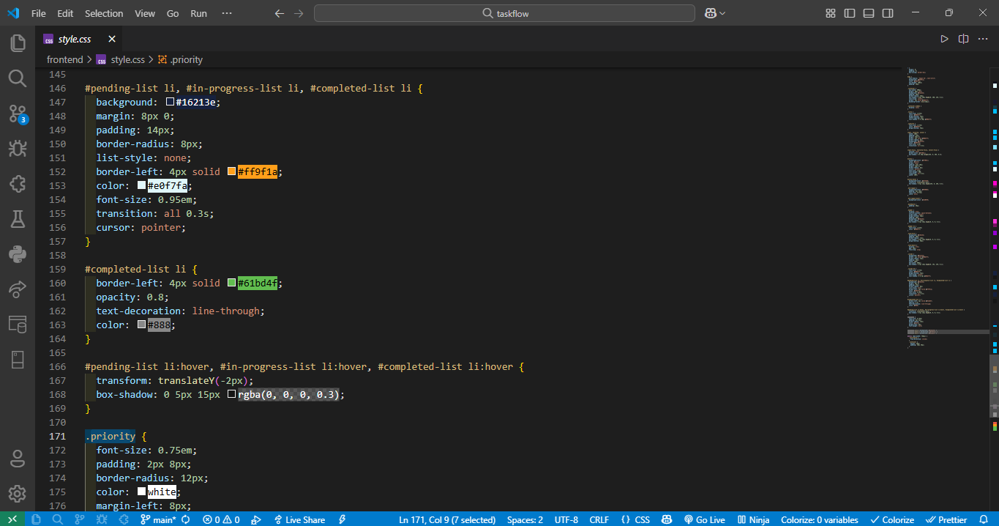 File Edit Selection View Go Run ··· taskflow
style.css
frontend > style.css > .priority
145
146 #pending-list li, #in-progress-list li, #completed-list li {
147 background: #16213e;
148 margin: 8px 0;
149 padding: 14px;
150 border-radius: 8px;
151 list-style: none;
152 border-left: 4px solid #ff9f1a;
153 color: #e0f7fa;
154 font-size: 0.95em;
155 transition: all 0.3s;
156 cursor: pointer;
157 }
158
159 #completed-list li {
160 border-left: 4px solid #61bd4f;
161 opacity: 0.8;
162 text-decoration: line-through;
163 color: #888;
164 }
165
166 #pending-list li:hover, #in-progress-list li:hover, #completed-list li:hover {
167 transform: translateY(-2px);
168 box-shadow: 0 5px 15px rgba(0, 0, 0, 0.3);
169 }
170
171 .priority {
172 font-size: 0.75em;
173 padding: 2px 8px;
174 border-radius: 12px;
175 color: white;
176 margin-left: 8px;
3
main* 0 0 Live Share Ln 171, Col 9 (7 selected) Spaces: 2 UTF-8 CRLF {} CSS Go Live Ninja Colorize: 0 variables Colorize Prettier